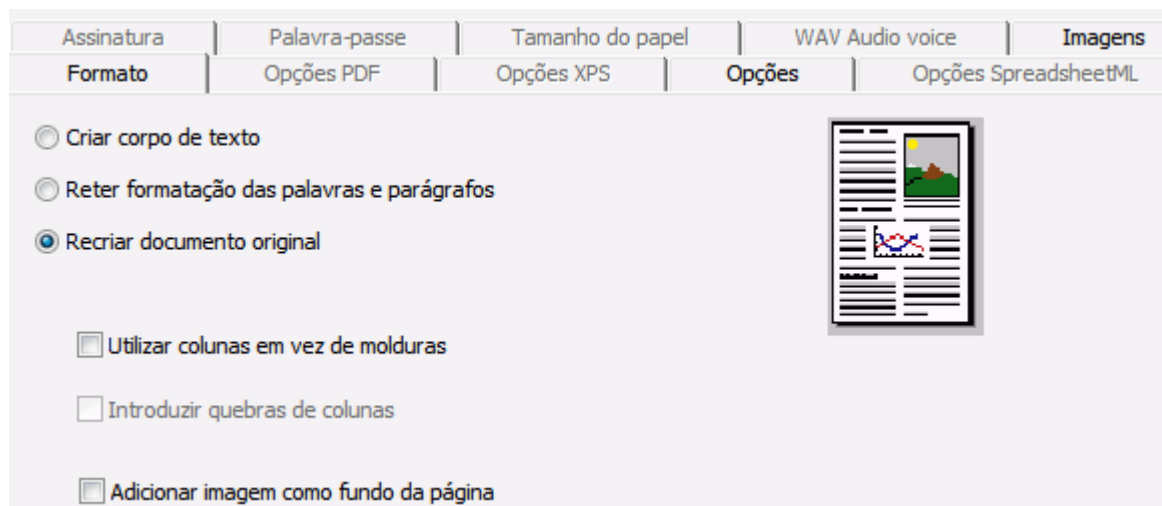 Assinatura Palavra-passe Tamanho do papel WAV Audio voice Imagens
Formato Opções PDF Opções XPS Opções Opções SpreadsheetML
Criar corpo de texto
Reter formatação das palavras e parágrafos
Recriar documento original
Utilizar colunas em vez de molduras
Introduzir quebras de colunas
Adicionar imagem como fundo da página